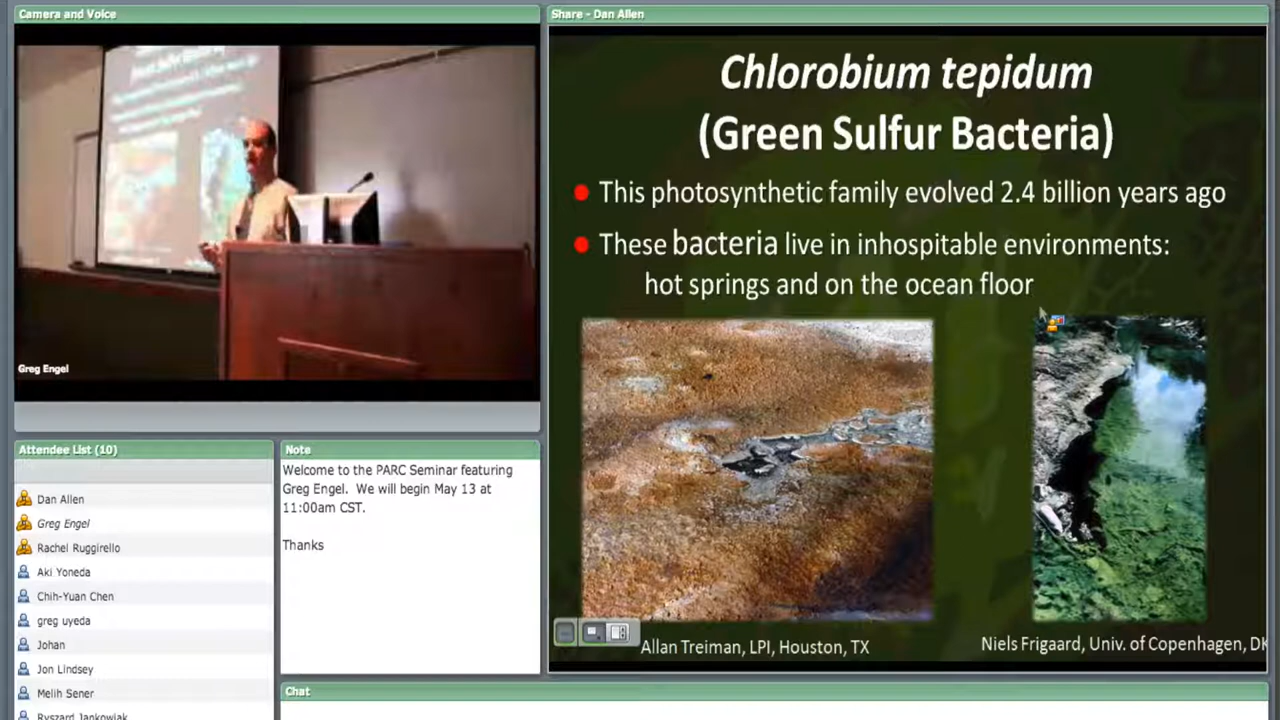 Camera and Voice
Greg Engel
Attendee List (10)
Dan Allen
Greg Engel
Rachel Ruggirello
Aki Yoneda
Chih-Yuan Chen
greg uyeda
Johan
Jon Lindsey
Melih Sener
Ryszard Jankowiak
Note
Welcome to the PARC Seminar featuring
Greg Engel. We will begin May 13 at
11:00am CST.
Thanks
Share - Dan Allen
Chlorobium tepidum
(Green Sulfur Bacteria)
This photosynthetic family evolved 2.4 billion years ago
These bacteria live in inhospitable environments:
hot springs and on the ocean floor
Allan Treiman, LPI, Houston, TX
Niels Frigaard, Univ. of Copenhagen, DK
Chat